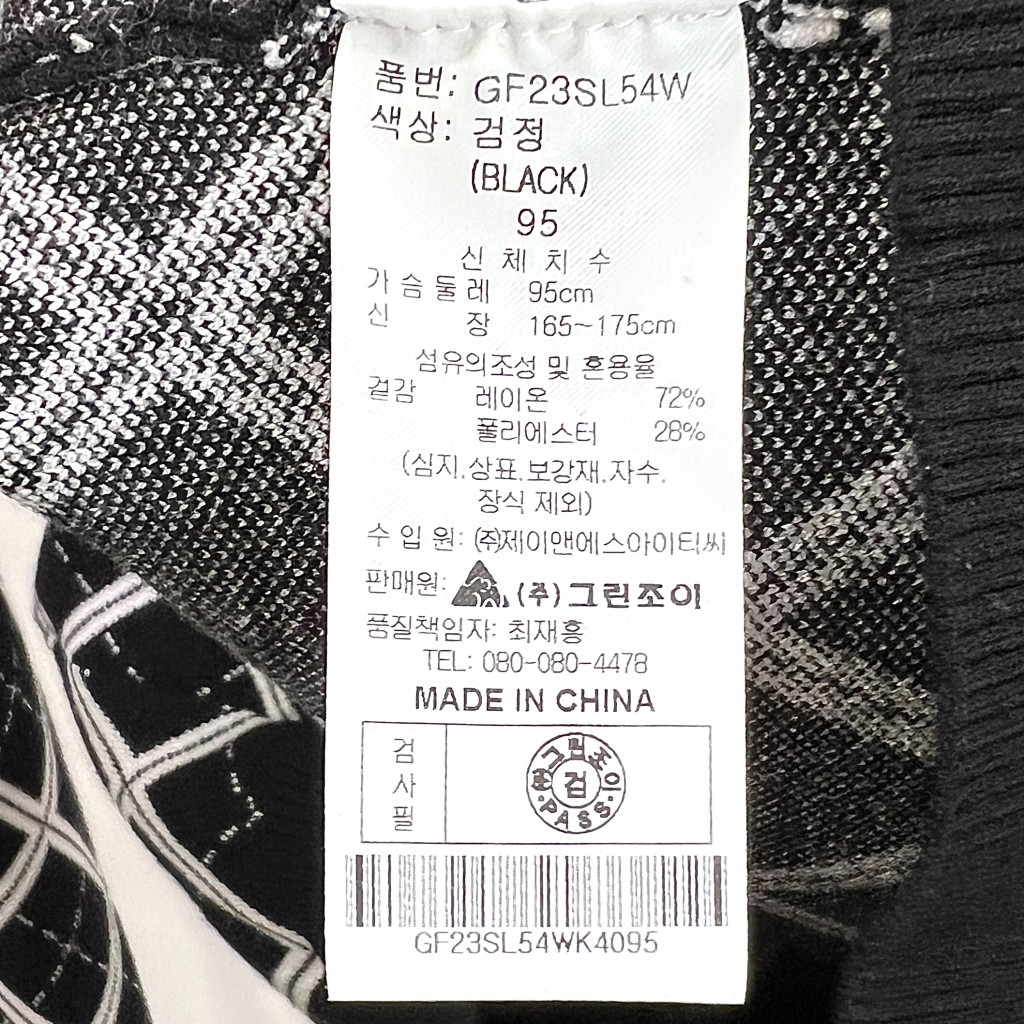 품번: GF23SL54W
색상: 검정
(BLACK)
95
신 체 치 수
가 슴 둘 레 95cm
신 장 165~175cm
섬유의조성 및 혼용율
겉감 레이온 72%
폴리에스터 28%
(심지.상표.보강재.자수.
장식 제외)
수 입 원: ㈜제이앤에스아이티씨
판매원: (주)그린조이
품질책임자: 최재흥
TEL: 080-080-4478
MADE IN CHINA
검
사
필
그린조이
검
PASS
GF23SL54WK4095